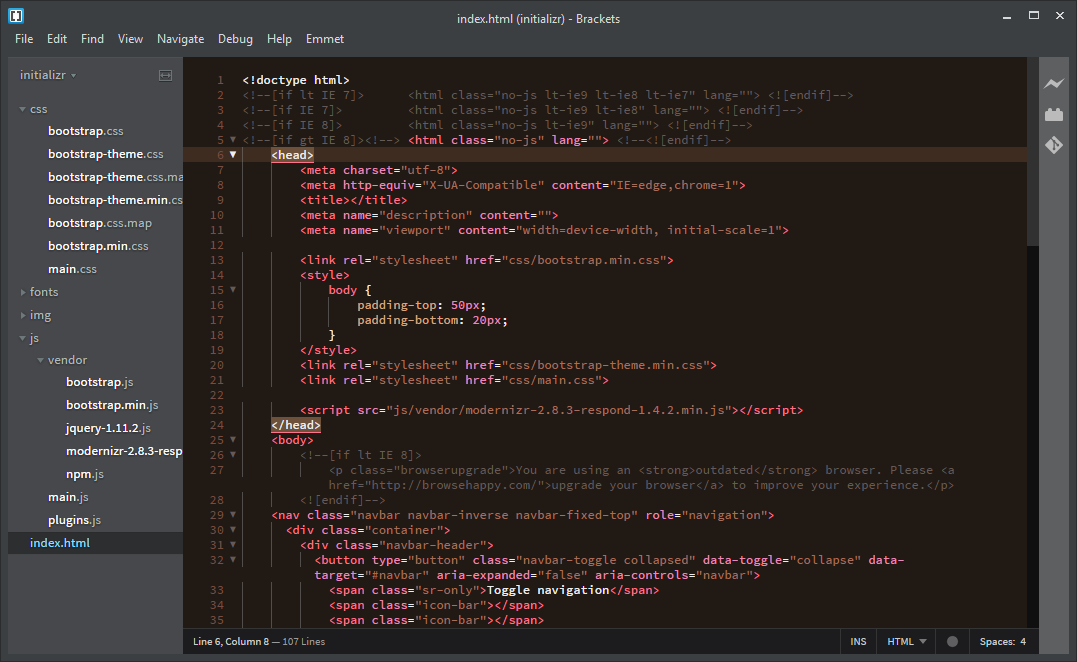 index.html (initializr) - Brackets
File Edit Find View Navigate Debug Help Emmet
initializr
css
bootstrap.css
bootstrap-theme.css
bootstrap-theme.css.ma
bootstrap-theme.min.cs
bootstrap.css.map
bootstrap.min.css
main.css
fonts
img
js
vendor
bootstrap.js
bootstrap.min.js
jquery-1.11.2.js
modernizr-2.8.3-resp
npm.js
main.js
plugins.js
index.html
1 <!doctype html>
2 <!--[if lt IE 7]>      <html class="no-js lt-ie9 lt-ie8 lt-ie7" lang=""> <![endif]-->
3 <!--[if IE 7]>         <html class="no-js lt-ie9 lt-ie8" lang=""> <![endif]-->
4 <!--[if IE 8]>         <html class="no-js lt-ie9" lang=""> <![endif]-->
5 <!--[if gt IE 8]><!--> <html class="no-js" lang=""> <!--<![endif]-->
6     <head>
7         <meta charset="utf-8">
8         <meta http-equiv="X-UA-Compatible" content="IE=edge,chrome=1">
9         <title></title>
10         <meta name="description" content="">
11         <meta name="viewport" content="width=device-width, initial-scale=1">
12
13         <link rel="stylesheet" href="css/bootstrap.min.css">
14         <style>
15             body {
16                 padding-top: 50px;
17                 padding-bottom: 20px;
18             }
19         </style>
20         <link rel="stylesheet" href="css/bootstrap-theme.min.css">
21         <link rel="stylesheet" href="css/main.css">
22
23         <script src="js/vendor/modernizr-2.8.3-respond-1.4.2.min.js"></script>
24     </head>
25     <body>
26         <!--[if lt IE 8]>
27             <p class="browserupgrade">You are using an <strong>outdated</strong> browser. Please <a
href="http://browsehappy.com/">upgrade your browser</a> to improve your experience.</p>
28         <![endif]-->
29     <nav class="navbar navbar-inverse navbar-fixed-top" role="navigation">
30       <div class="container">
31         <div class="navbar-header">
32           <button type="button" class="navbar-toggle collapsed" data-toggle="collapse" data-
target="#navbar" aria-expanded="false" aria-controls="navbar">
33             <span class="sr-only">Toggle navigation</span>
34             <span class="icon-bar"></span>
35             <span class="icon-bar"></span>
Line 6, Column 8 — 107 Lines INS HTML Spaces: 4